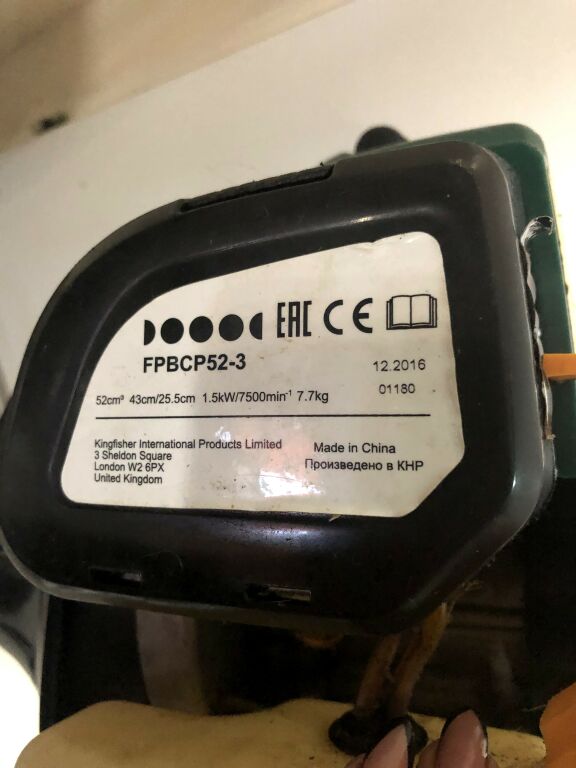 EAC CE
FPBCP52-3
12.2016
01180
52cm³ 43cm/25.5cm 1.5kW/7500min⁻¹ 7.7kg
Kingfisher International Products Limited
3 Sheldon Square
London W2 6PX
United Kingdom
Made in China
Произведено в КНР